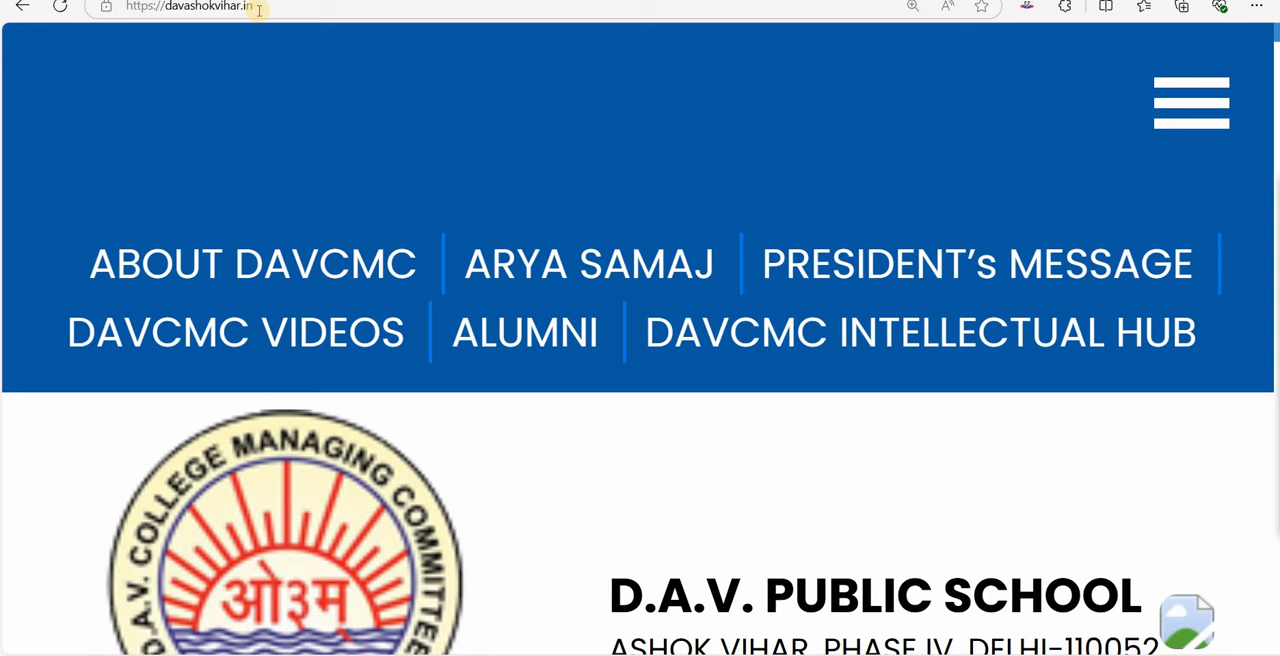 https://davashokvihar.in
ABOUT DAVCMC
ARYA SAMAJ
PRESIDENT’s MESSAGE
DAVCMC VIDEOS
ALUMNI
DAVCMC INTELLECTUAL HUB
D.A.V. COLLEGE MANAGING COMMITTEE
ओ३म्
D.A.V. PUBLIC SCHOOL
ASHOK VIHAR, PHASE IV, DELHI-110052